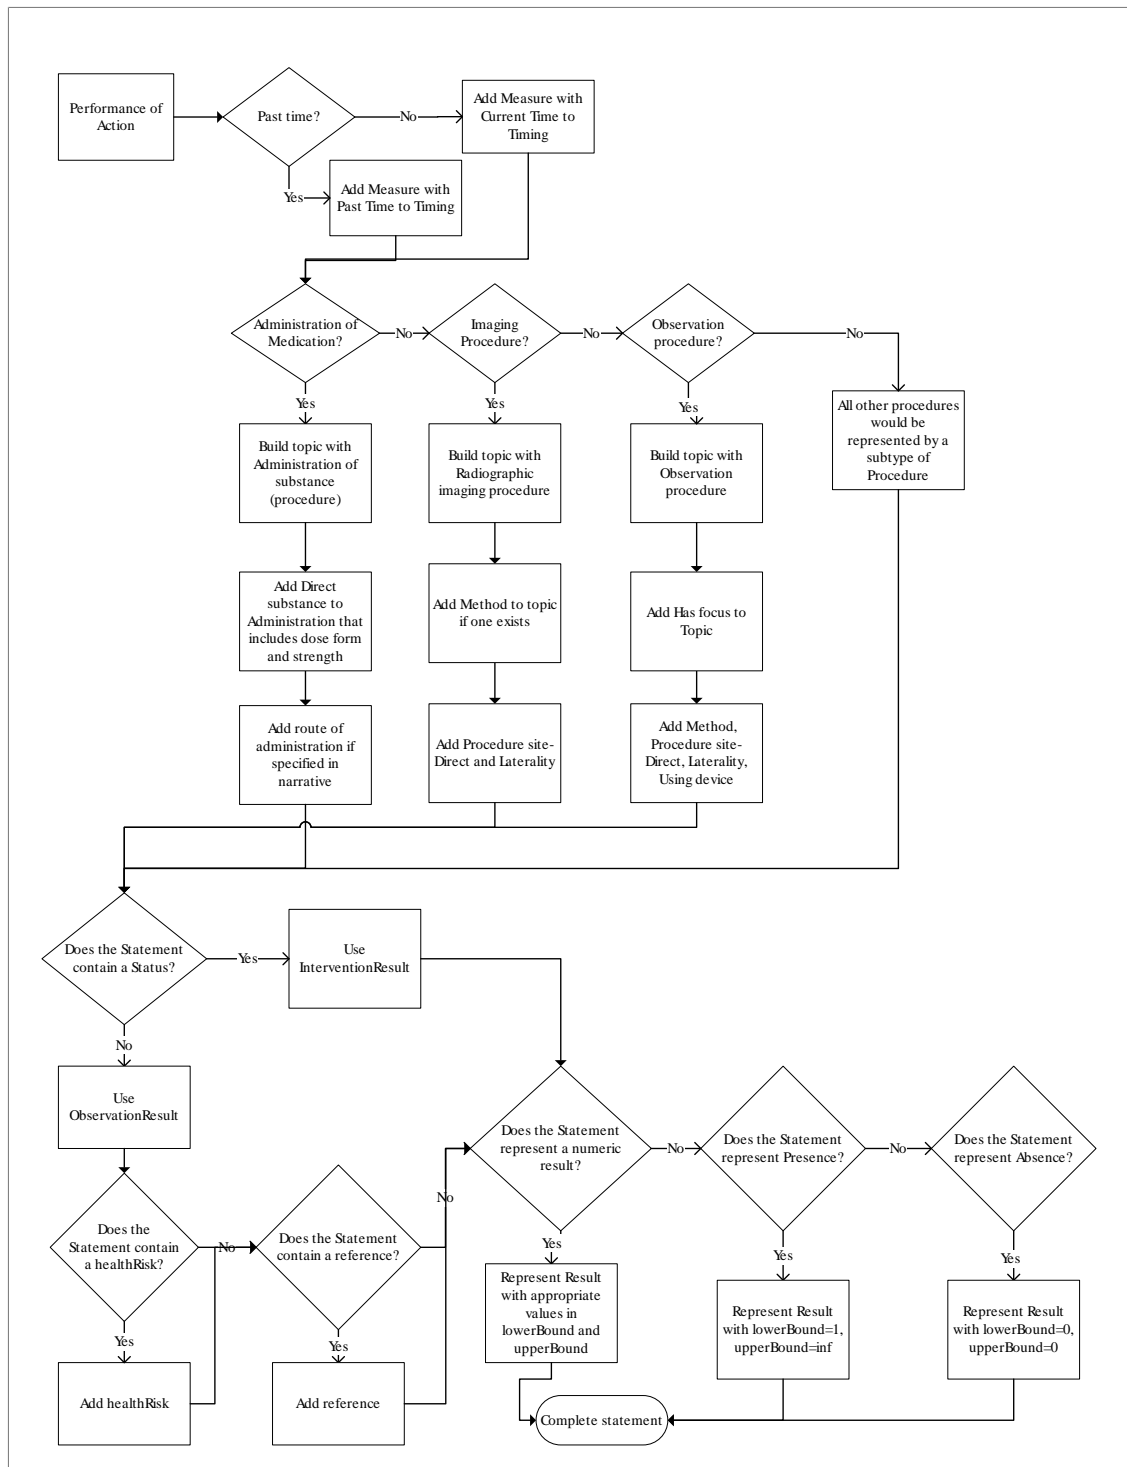 Performance of
Action
Past time?
No
Add Measure with
Current Time to
Timing
Yes
Add Measure with
Past Time to Timing
Administration of
Medication?
No
Imaging
Procedure?
No
Observation
procedure?
No
Yes
Yes
Yes
All other procedures
would be
represented by a
subtype of
Procedure
Build topic with
Administration of
substance
(procedure)
Build topic with
Radiographic
imaging procedure
Build topic with
Observation
procedure
Add Direct
substance to
Administration that
includes dose form
and strength
Add Method to topic
if one exists
Add Has focus to
Topic
Add route of
administration if
specified in
narrative
Add Procedure site-
Direct and Laterality
Add Method,
Procedure site-
Direct, Laterality,
Using device
Does the Statement
contain a Status?
Yes
Use
InterventionResult
No
Use
ObservationResult
Does the Statement
represent a numeric
result?
No
Does the Statement
represent Presence?
No
Does the Statement
represent Absence?
Does the
Statement contain
a healthRisk?
No
Does the Statement
contain a reference?
No
Yes
Yes
Yes
Yes
Yes
Add healthRisk
Add reference
Represent Result
with appropriate
values in
lowerBound and
upperBound
Represent Result
with lowerBound=1,
upperBound=inf
Represent Result
with lowerBound=0,
upperBound=0
Complete statement